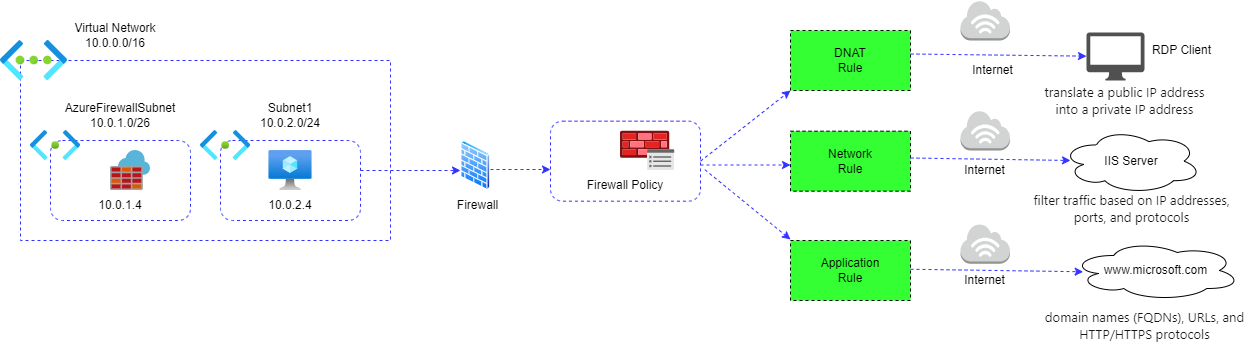 Virtual Network
10.0.0.0/16
AzureFirewallSubnet
10.0.1.0/26
10.0.1.4
Subnet1
10.0.2.0/24
10.0.2.4
Firewall
Firewall Policy
DNAT
Rule
Internet
RDP Client
translate a public IP address
into a private IP address
Network
Rule
Internet
IIS Server
filter traffic based on IP addresses,
ports, and protocols
Application
Rule
Internet
www.microsoft.com
domain names (FQDNs), URLs, and
HTTP/HTTPS protocols